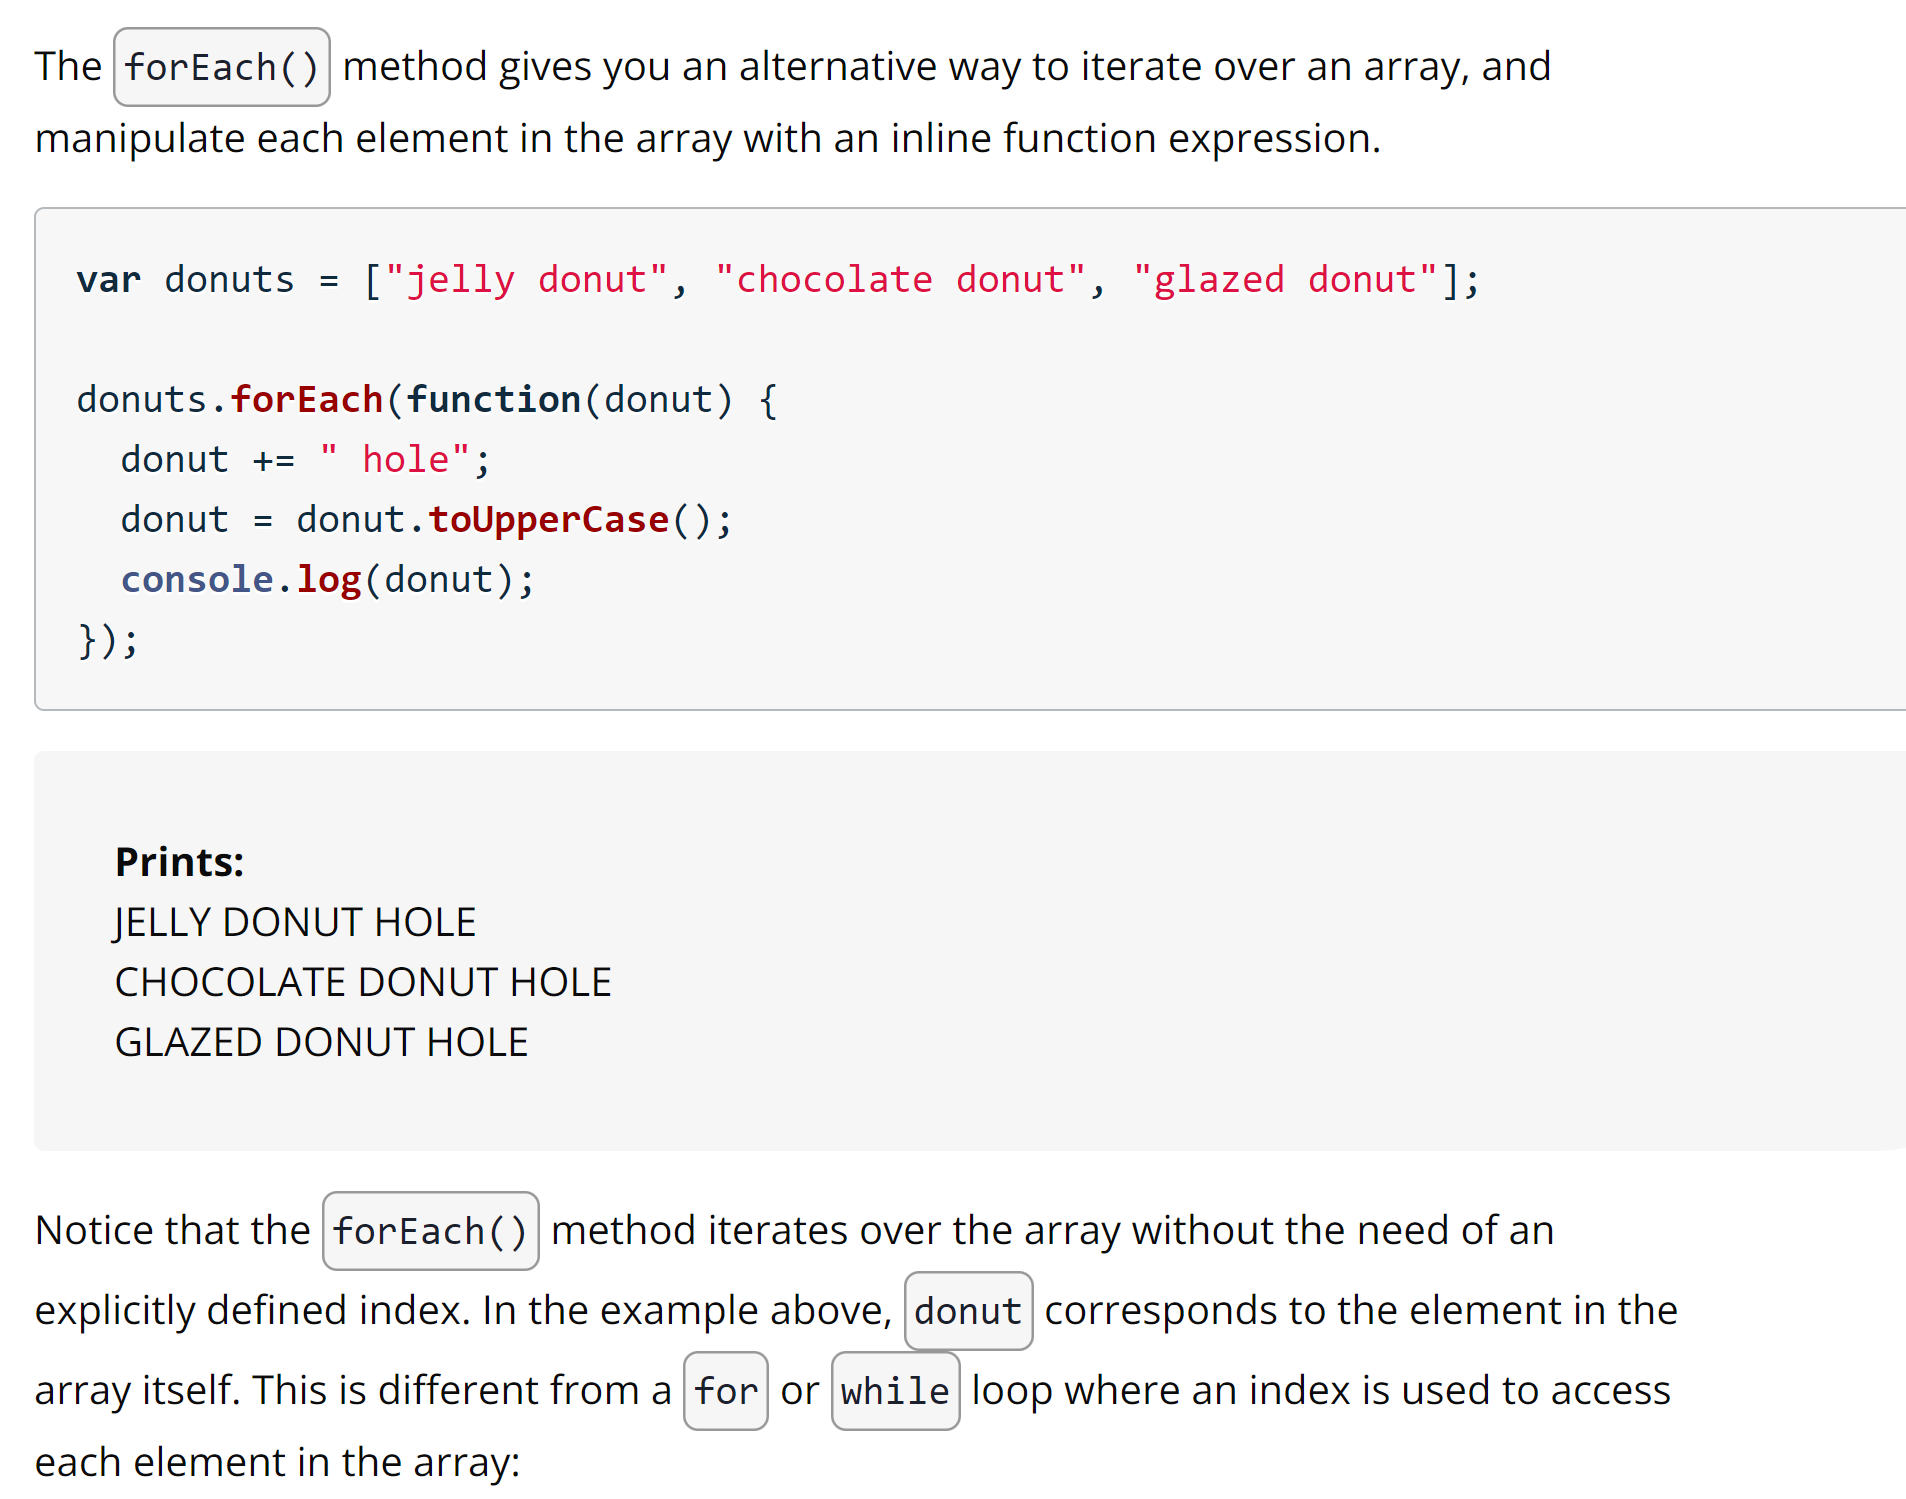 The forEach() method gives you an alternative way to iterate over an array, and
manipulate each element in the array with an inline function expression.
var donuts = ["jelly donut", "chocolate donut", "glazed donut"];
donuts.forEach(function(donut) {
  donut += " hole";
  donut = donut.toUpperCase();
  console.log(donut);
});
Prints:
JELLY DONUT HOLE
CHOCOLATE DONUT HOLE
GLAZED DONUT HOLE
Notice that the forEach() method iterates over the array without the need of an
explicitly defined index. In the example above, donut corresponds to the element in the
array itself. This is different from a for or while loop where an index is used to access
each element in the array: